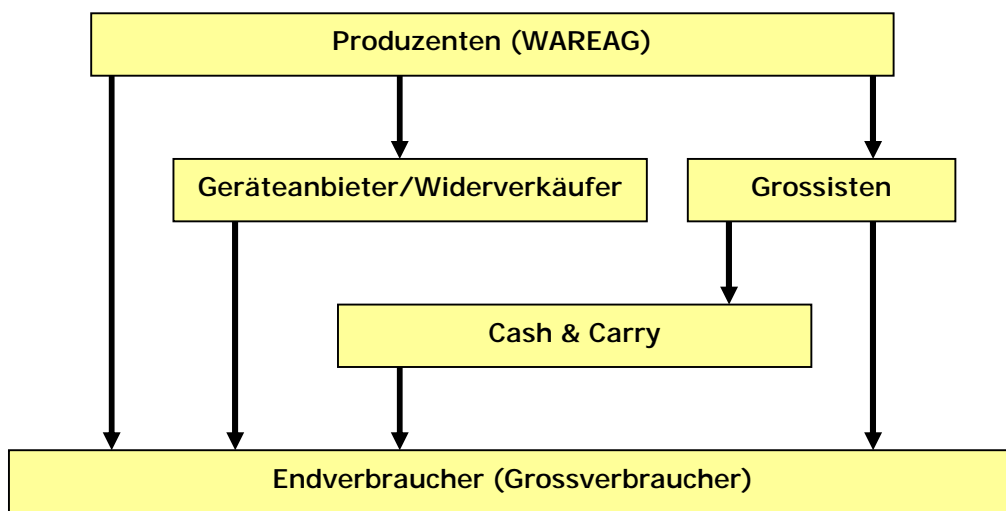 Produzenten (WAREAG)
Geräteanbieter/Widerverkäufer
Grossisten
Cash & Carry
Endverbraucher (Grossverbraucher)